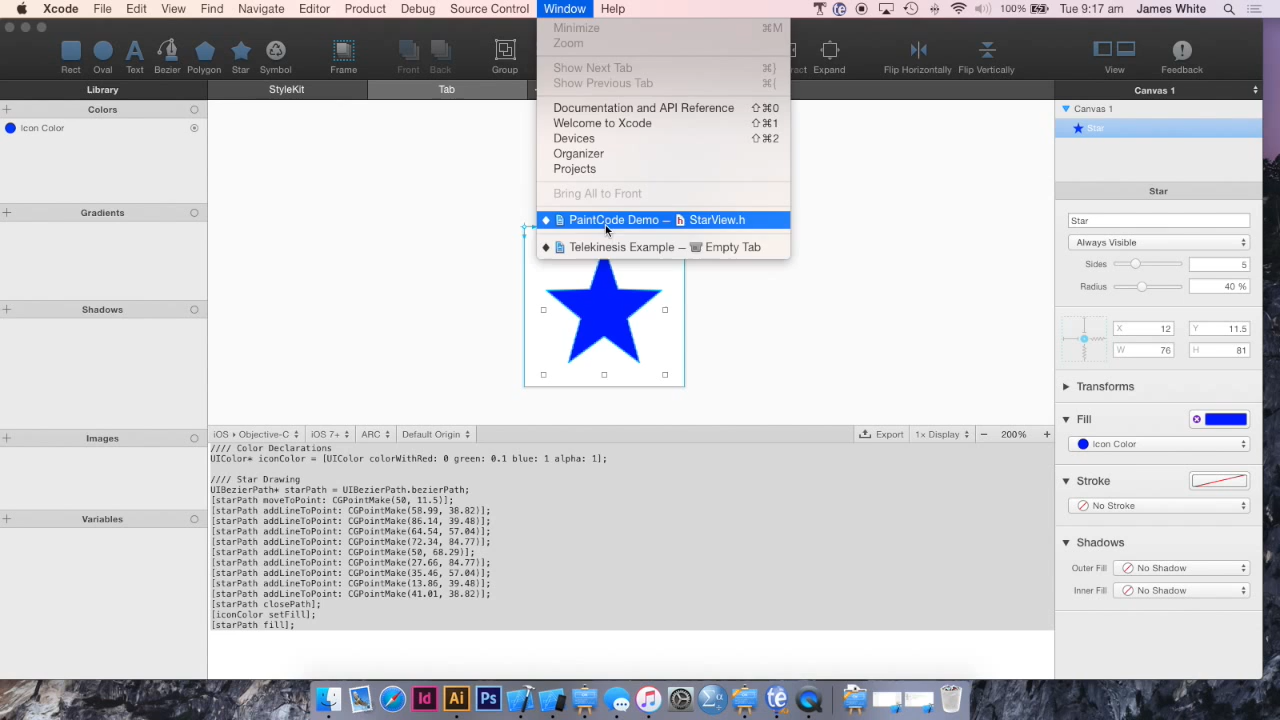 Xcode File Edit View Find Navigate Editor Product Debug Source Control Window Help 100% Tue 9:17 am James White
Rect Oval Text Bezier Polygon Star Symbol Frame Front Back Group Expand Flip Horizontally Flip Vertically View Feedback
Library StyleKit Tab Canvas 1
Colors
Icon Color
Gradients
Shadows
Images
Variables
Minimize ⌘M
Zoom
Show Next Tab ⌘}
Show Previous Tab ⌘{
Documentation and API Reference ⇧⌘0
Welcome to Xcode ⇧⌘1
Devices ⇧⌘2
Organizer
Projects
Bring All to Front
PaintCode Demo — h StarView.h
Telekinesis Example — Empty Tab
iOS ▸ Objective-C iOS 7+ ARC Default Origin Export 1× Display − 200% +
//// Color Declarations
UIColor* iconColor = [UIColor colorWithRed: 0 green: 0.1 blue: 1 alpha: 1];
//// Star Drawing
UIBezierPath* starPath = UIBezierPath.bezierPath;
[starPath moveToPoint: CGPointMake(50, 11.5)];
[starPath addLineToPoint: CGPointMake(58.99, 38.82)];
[starPath addLineToPoint: CGPointMake(86.14, 39.48)];
[starPath addLineToPoint: CGPointMake(64.54, 57.04)];
[starPath addLineToPoint: CGPointMake(72.34, 84.77)];
[starPath addLineToPoint: CGPointMake(50, 68.29)];
[starPath addLineToPoint: CGPointMake(27.66, 84.77)];
[starPath addLineToPoint: CGPointMake(35.46, 57.04)];
[starPath addLineToPoint: CGPointMake(13.86, 39.48)];
[starPath addLineToPoint: CGPointMake(41.01, 38.82)];
[starPath closePath];
[iconColor setFill];
[starPath fill];
Canvas 1
Star
Star
Star
Always Visible
Sides 5
Radius 40 %
X 12 Y 11.5
W 76 H 81
Transforms
Fill
Icon Color
Stroke
No Stroke
Shadows
Outer Fill No Shadow
Inner Fill No Shadow
Id Ai Ps te